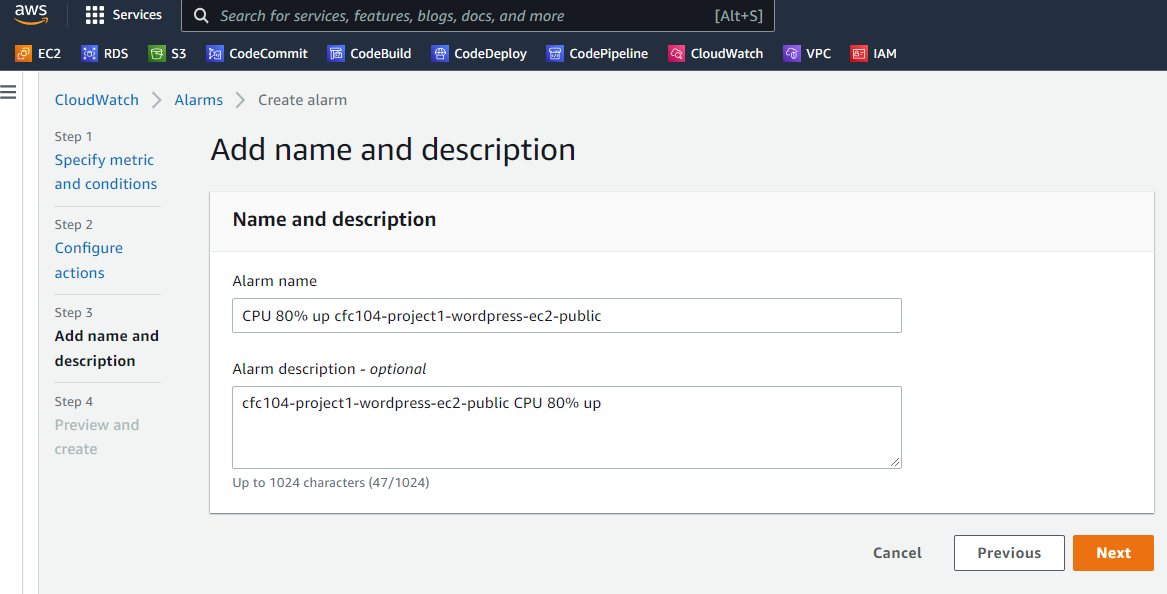 aws
Services
Search for services, features, blogs, docs, and more
[Alt+S]
EC2
RDS
S3
CodeCommit
CodeBuild
CodeDeploy
CodePipeline
CloudWatch
VPC
IAM
CloudWatch
Alarms
Create alarm
Step 1
Specify metric
and conditions
Step 2
Configure
actions
Step 3
Add name and
description
Step 4
Preview and
create
Add name and description
Name and description
Alarm name
CPU 80% up cfc104-project1-wordpress-ec2-public
Alarm description - optional
cfc104-project1-wordpress-ec2-public CPU 80% up
Up to 1024 characters (47/1024)
Cancel
Previous
Next